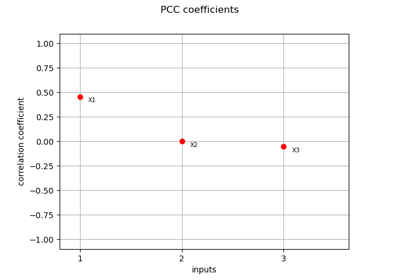 PCC coefficients
1.00
0.75
0.50
0.25
0.00
−0.25
−0.50
−0.75
−1.00
correlation coefficient
X1
X2
X3
1 2 3
inputs